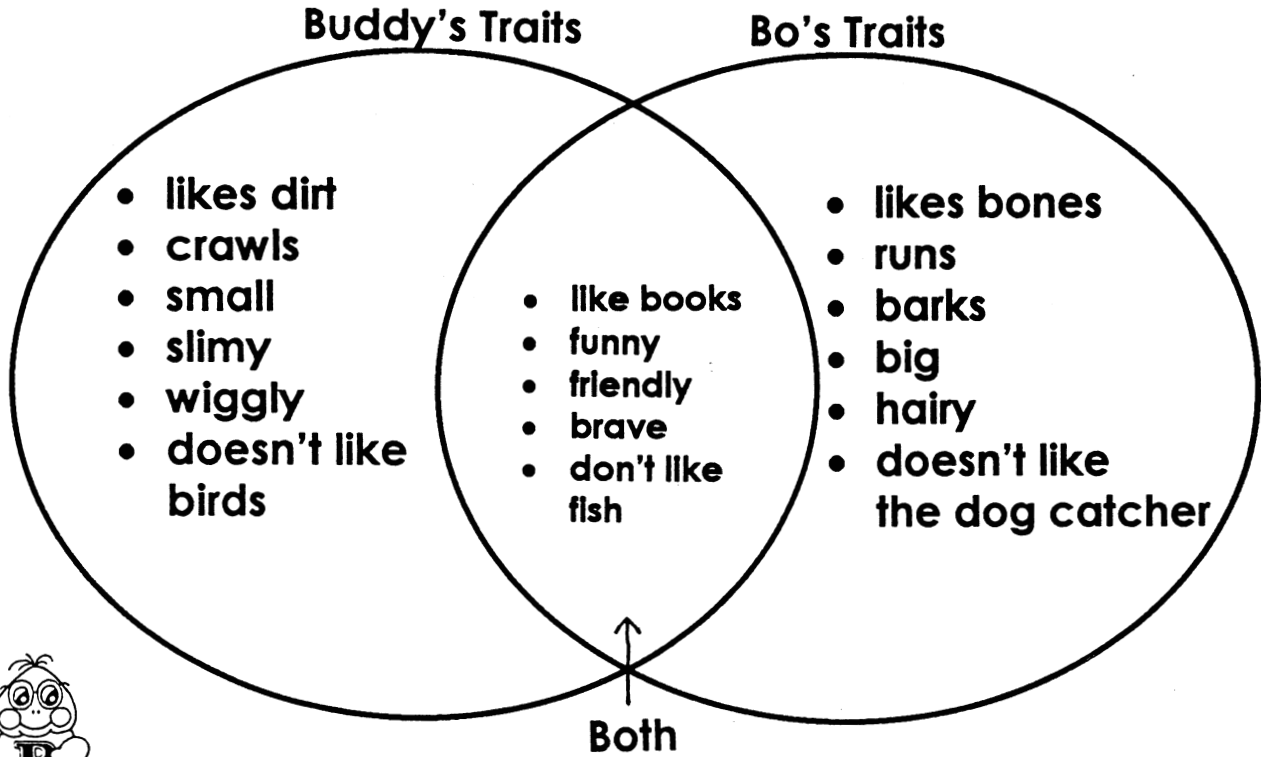 Buddy's Traits
Bo's Traits
• likes dirt
• crawls
• small
• slimy
• wiggly
• doesn't like
birds
• like books
• funny
• friendly
• brave
• don't like
fish
• likes bones
• runs
• barks
• big
• hairy
• doesn't like
the dog catcher
Both
B